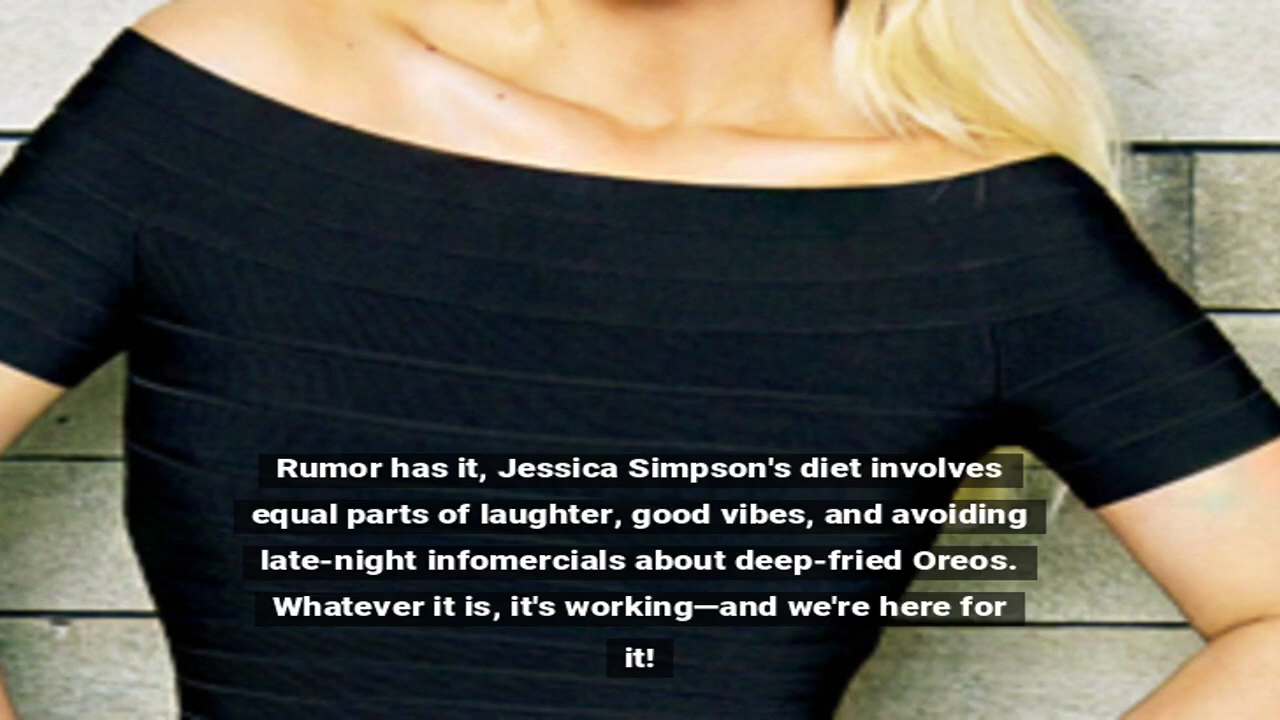 Rumor has it, Jessica Simpson's diet involves
equal parts of laughter, good vibes, and avoiding
late-night infomercials about deep-fried Oreos.
Whatever it is, it's working—and we're here for
it!